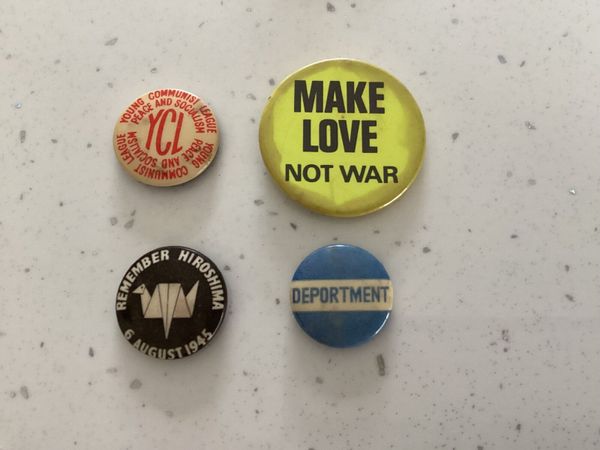 YOUNG COMMUNIST LEAGUE YOUNG COMMUNIST LEAGUE
PEACE AND SOCIALISM PEACE AND SOCIALISM
YCL
MAKE
LOVE
NOT WAR
REMEMBER HIROSHIMA
6 AUGUST 1945
DEPORTMENT